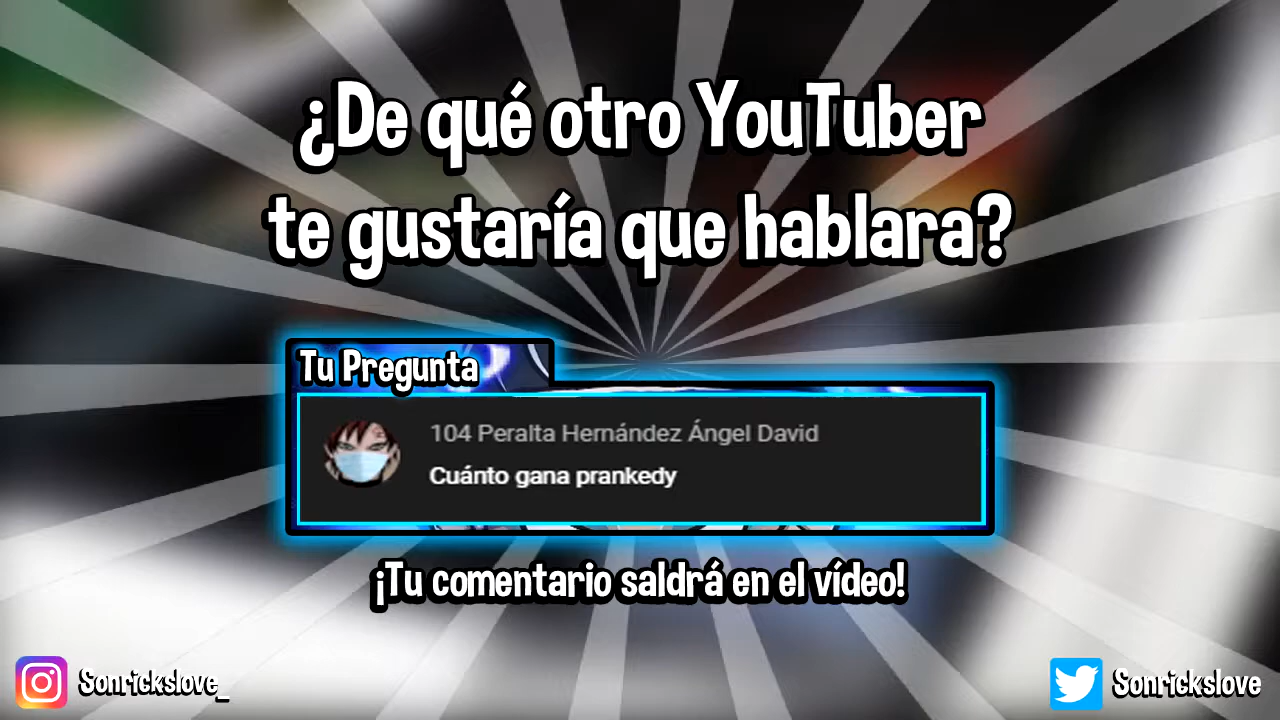 ¿De qué otro YouTuber
te gustaría que hablara?
Tu Pregunta
104 Peralta Hernández Ángel David
Cuánto gana prankedy
¡Tu comentario saldrá en el vídeo!
Sonrickslove_
Sonrickslove